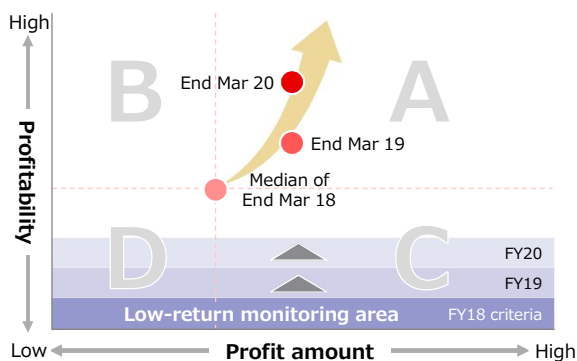 High
B
A
End Mar 20
End Mar 19
Median of
End Mar 18
Profitability
D
C
FY20
FY19
Low-return monitoring area
FY18 criteria
Low
Profit amount
High